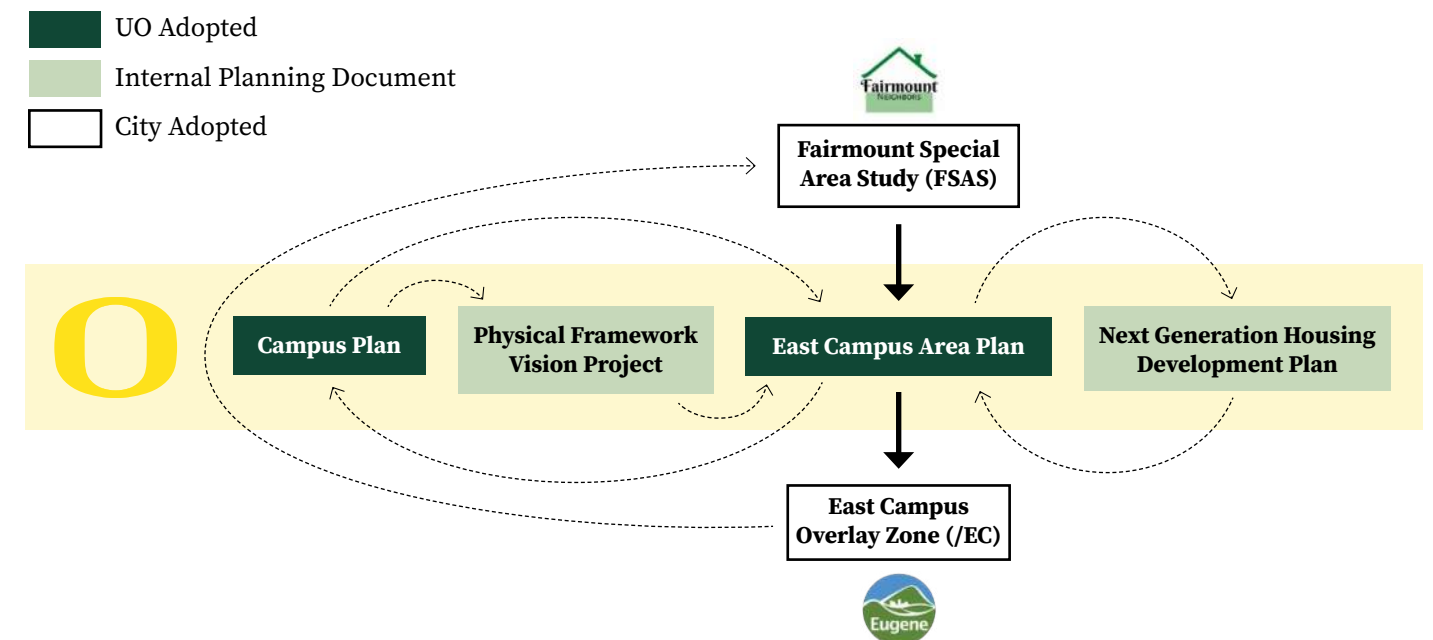 UO Adopted
Internal Planning Document
City Adopted
Fairmount
NEIGHBORS
Fairmount Special
Area Study (FSAS)
O
Campus Plan
Physical Framework
Vision Project
East Campus Area Plan
Next Generation Housing
Development Plan
East Campus
Overlay Zone (/EC)
Eugene